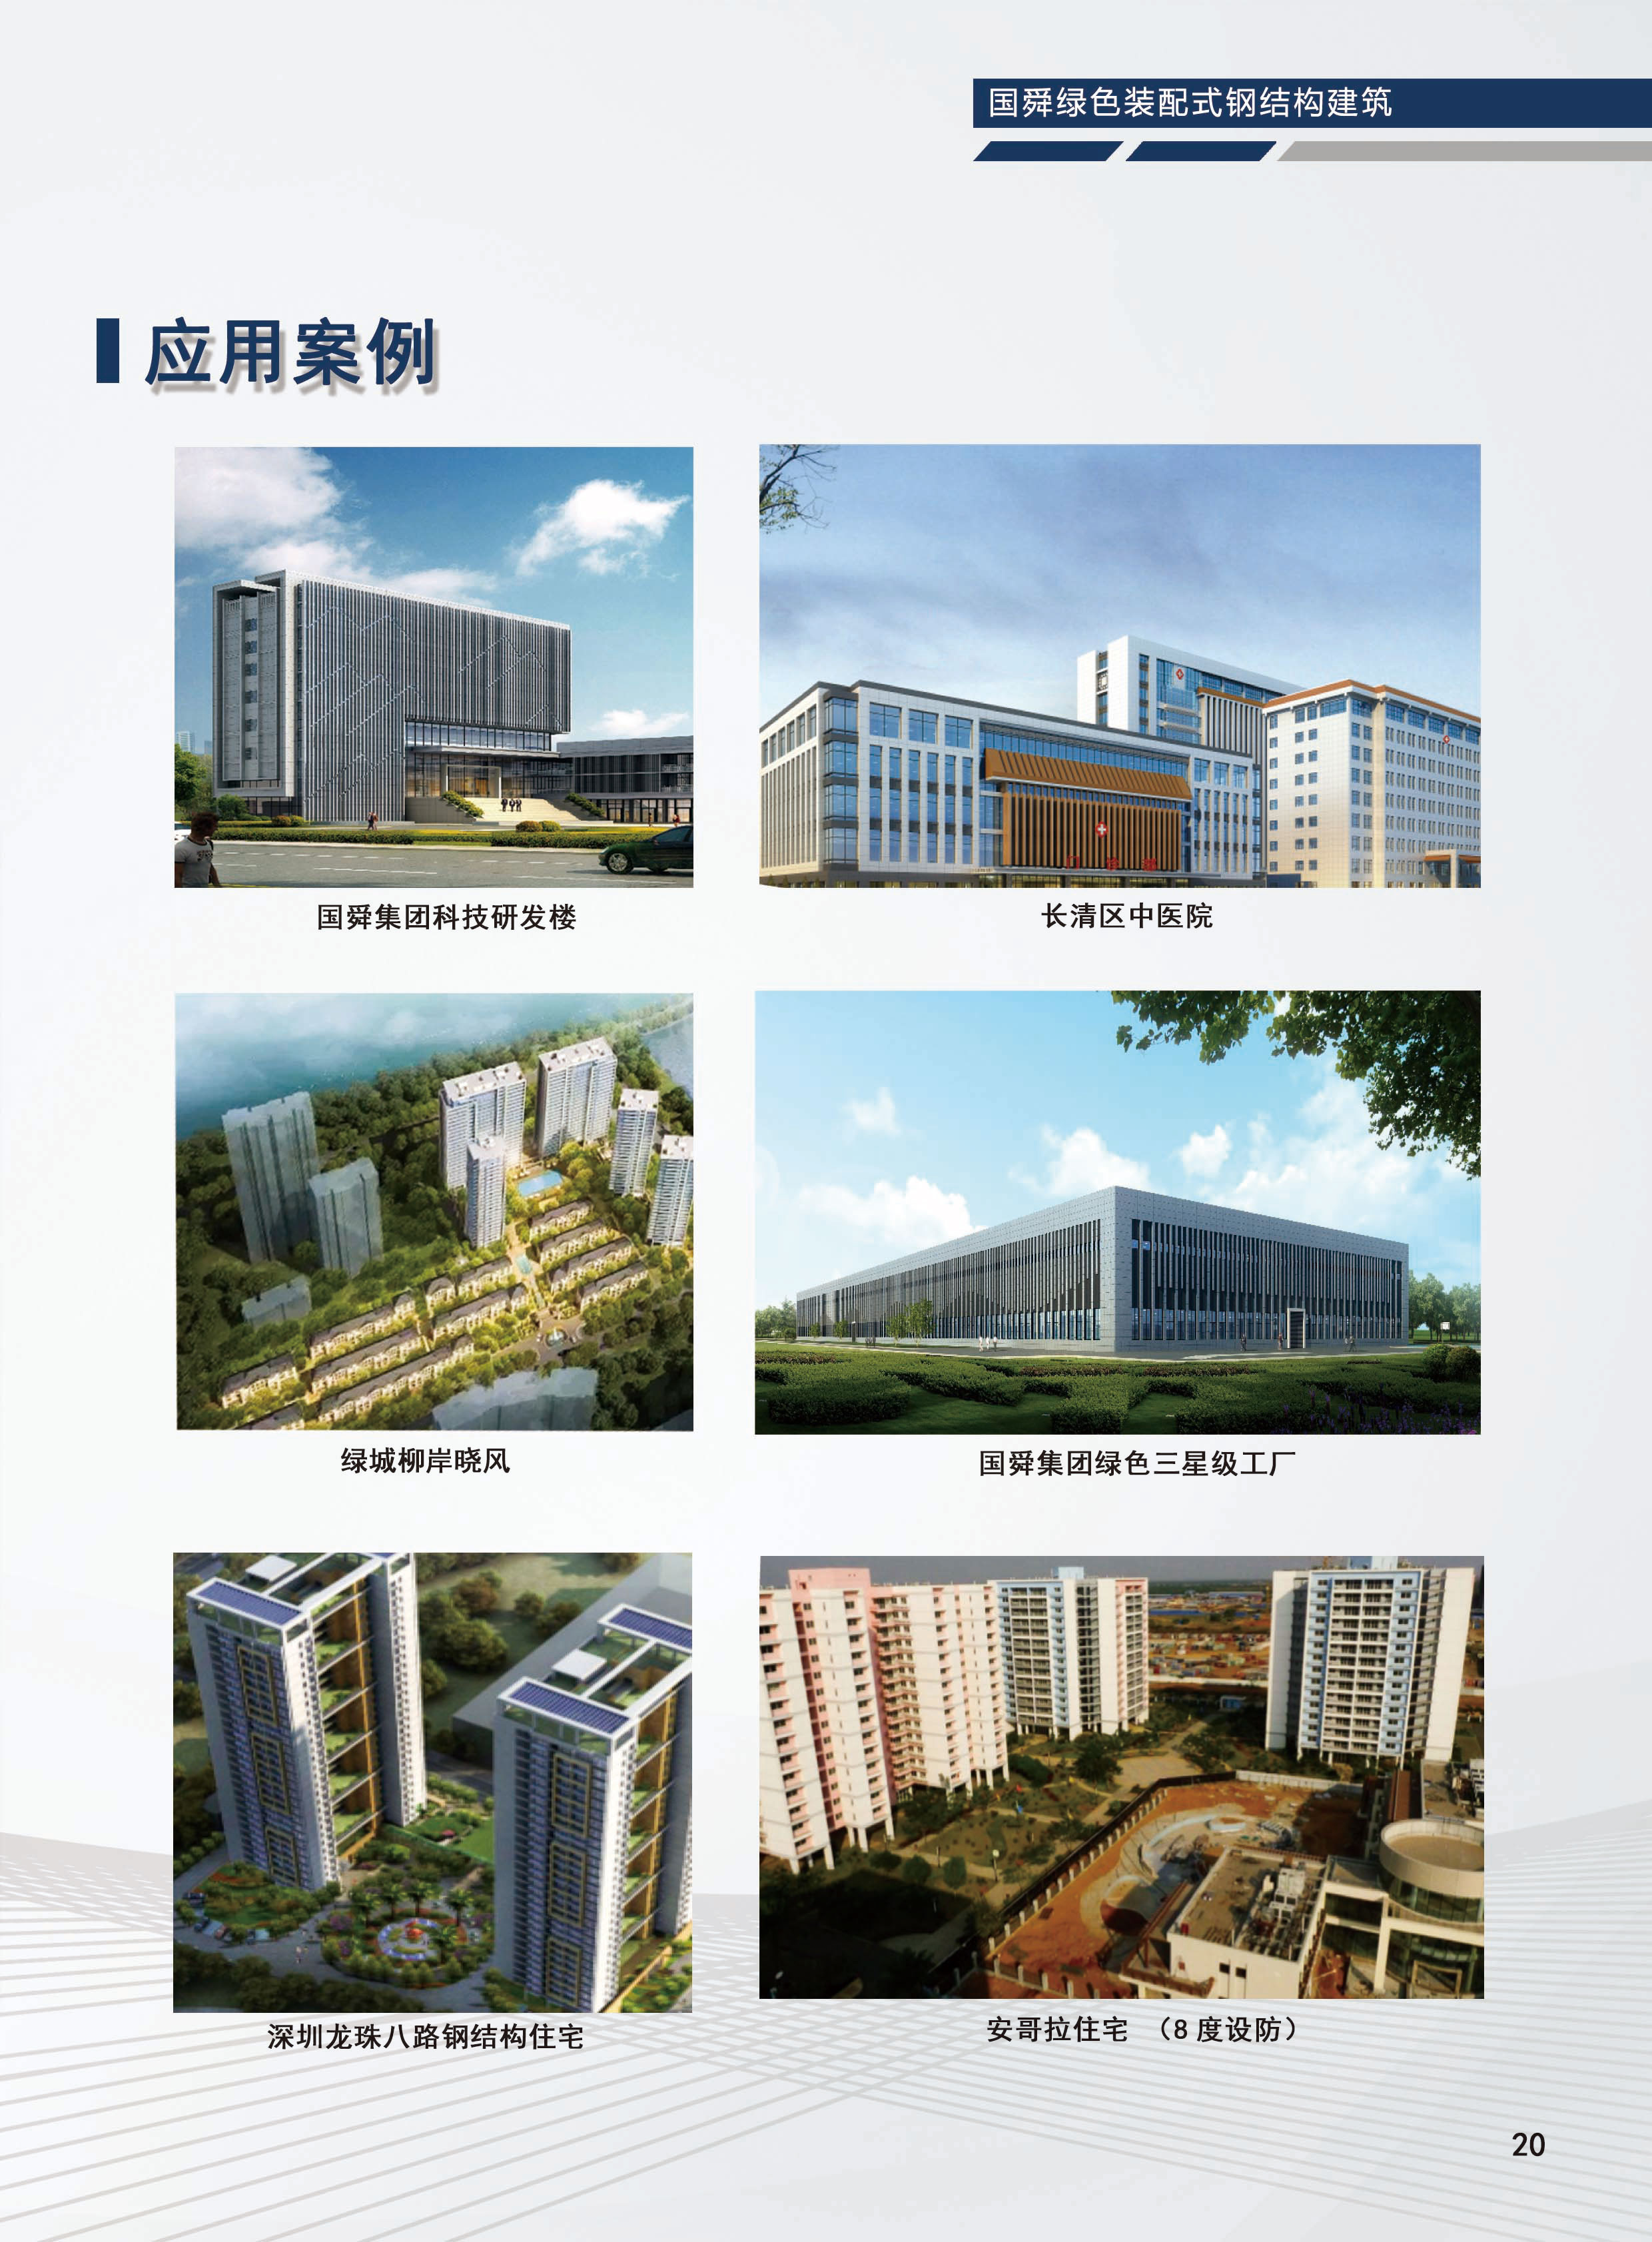 国舜绿色装配式钢结构建筑
应用案例
国舜集团科技研发楼
长清区中医院
绿城柳岸晓风
国舜集团绿色三星级工厂
深圳龙珠八路钢结构住宅
安哥拉住宅 （8 度设防）
20